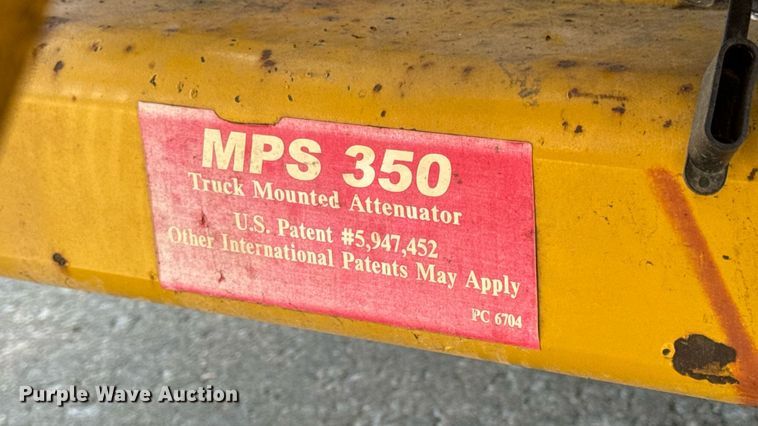 MPS 350
Truck Mounted Attenuator
U.S. Patent #5,947,452
Other International Patents May Apply
PC 6704
Purple Wave Auction